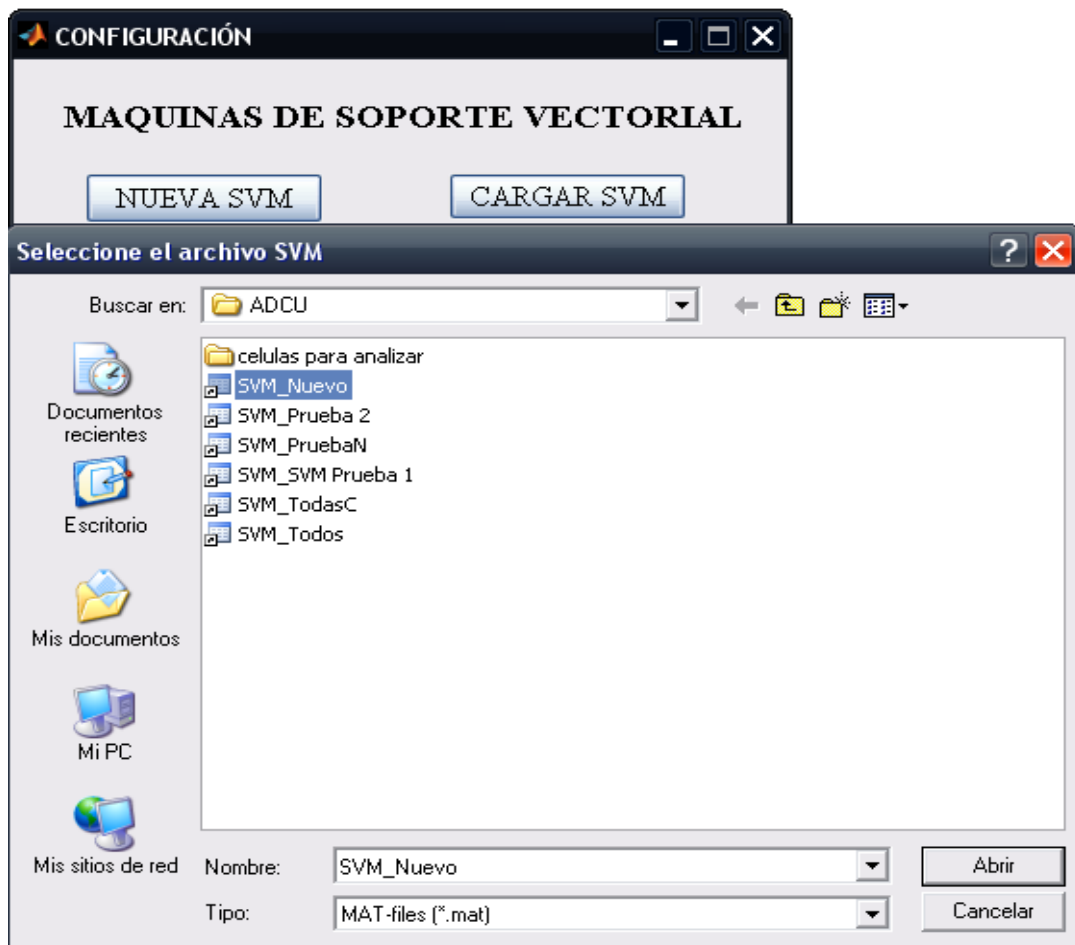 CONFIGURACIÓN
MAQUINAS DE SOPORTE VECTORIAL
NUEVA SVM
CARGAR SVM
Seleccione el archivo SVM
Buscar en:
ADCU
Documentos
recientes
Escritorio
Mis documentos
Mi PC
Mis sitios de red
celulas para analizar
SVM_Nuevo
SVM_Prueba 2
SVM_PruebaN
SVM_SVM Prueba 1
SVM_TodasC
SVM_Todos
Nombre:
SVM_Nuevo
Abrir
Tipo:
MAT-files (*.mat)
Cancelar